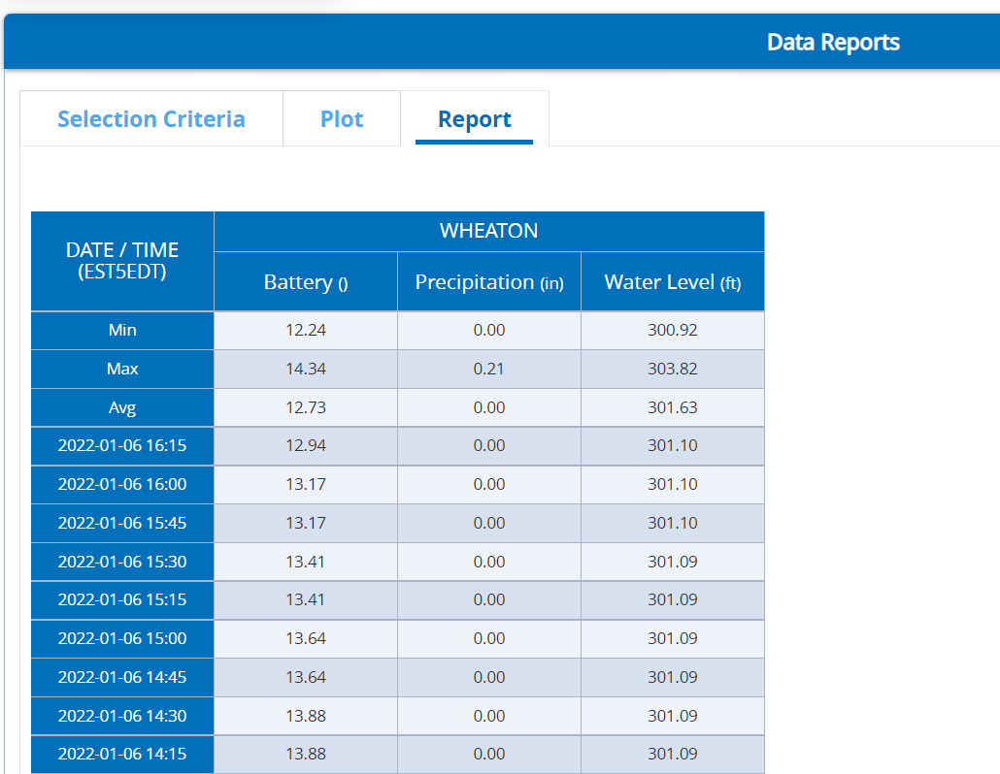 Data Reports
Selection Criteria Plot Report
WHEATON
DATE / TIME
(EST5EDT)
Battery () Precipitation (in) Water Level (ft)
Min 12.24 0.00 300.92
Max 14.34 0.21 303.82
Avg 12.73 0.00 301.63
2022-01-06 16:15 12.94 0.00 301.10
2022-01-06 16:00 13.17 0.00 301.10
2022-01-06 15:45 13.17 0.00 301.10
2022-01-06 15:30 13.41 0.00 301.09
2022-01-06 15:15 13.41 0.00 301.09
2022-01-06 15:00 13.64 0.00 301.09
2022-01-06 14:45 13.64 0.00 301.09
2022-01-06 14:30 13.88 0.00 301.09
2022-01-06 14:15 13.88 0.00 301.09